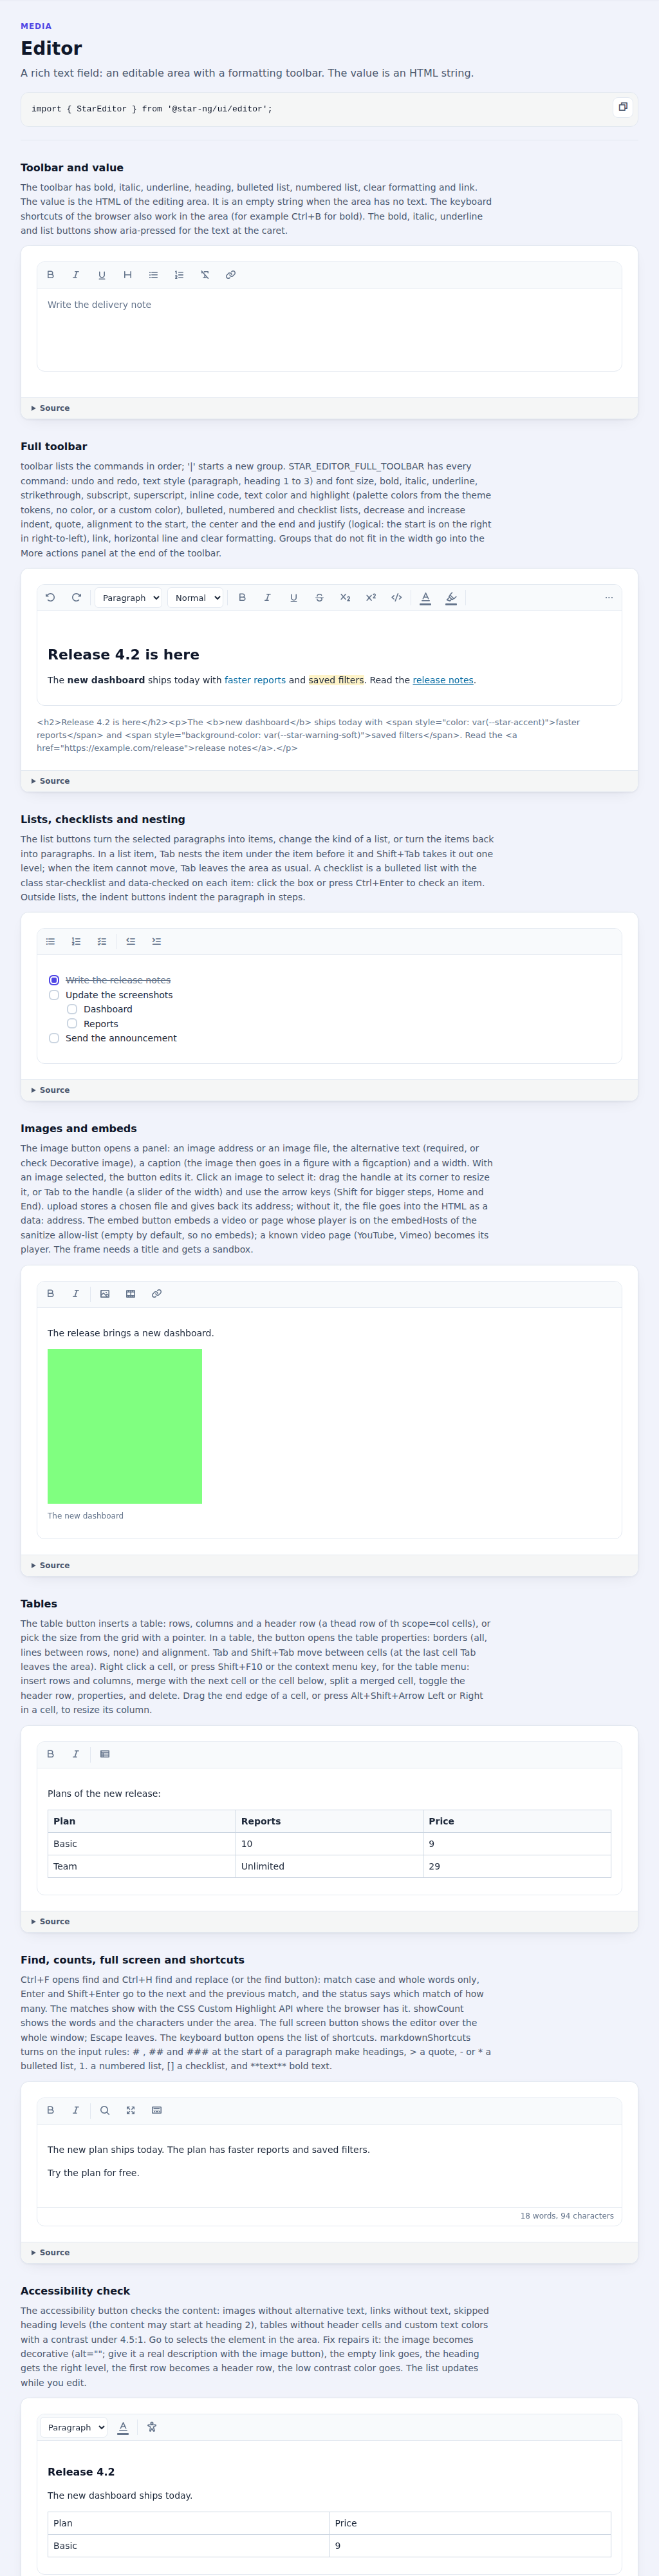 MEDIA
Editor
A rich text field: an editable area with a formatting toolbar. The value is an HTML string.
import { StarEditor } from '@star-ng/ui/editor';
Toolbar and value
The toolbar has bold, italic, underline, heading, bulleted list, numbered list, clear formatting and link.
The value is the HTML of the editing area. It is an empty string when the area has no text. The keyboard
shortcuts of the browser also work in the area (for example Ctrl+B for bold). The bold, italic, underline
and list buttons show aria-pressed for the text at the caret.
Write the delivery note
Source
Full toolbar
toolbar lists the commands in order; '|' starts a new group. STAR_EDITOR_FULL_TOOLBAR has every
command: undo and redo, text style (paragraph, heading 1 to 3) and font size, bold, italic, underline,
strikethrough, subscript, superscript, inline code, text color and highlight (palette colors from the theme
tokens, no color, or a custom color), bulleted, numbered and checklist lists, decrease and increase
indent, quote, alignment to the start, the center and the end and justify (logical: the start is on the right
in right-to-left), link, horizontal line and clear formatting. Groups that do not fit in the width go into the
More actions panel at the end of the toolbar.
Paragraph Normal
Release 4.2 is here
The new dashboard ships today with faster reports and saved filters. Read the release notes.
<h2>Release 4.2 is here</h2><p>The <b>new dashboard</b> ships today with <span style="color: var(--star-accent)">faster
reports</span> and <span style="background-color: var(--star-warning-soft)">saved filters</span>. Read the <a
href="https://example.com/release">release notes</a>.</p>
Source
Lists, checklists and nesting
The list buttons turn the selected paragraphs into items, change the kind of a list, or turn the items back
into paragraphs. In a list item, Tab nests the item under the item before it and Shift+Tab takes it out one
level; when the item cannot move, Tab leaves the area as usual. A checklist is a bulleted list with the
class star-checklist and data-checked on each item: click the box or press Ctrl+Enter to check an item.
Outside lists, the indent buttons indent the paragraph in steps.
Write the release notes
Update the screenshots
Dashboard
Reports
Send the announcement
Source
Images and embeds
The image button opens a panel: an image address or an image file, the alternative text (required, or
check Decorative image), a caption (the image then goes in a figure with a figcaption) and a width. With
an image selected, the button edits it. Click an image to select it: drag the handle at its corner to resize
it, or Tab to the handle (a slider of the width) and use the arrow keys (Shift for bigger steps, Home and
End). upload stores a chosen file and gives back its address; without it, the file goes into the HTML as a
data: address. The embed button embeds a video or page whose player is on the embedHosts of the
sanitize allow-list (empty by default, so no embeds); a known video page (YouTube, Vimeo) becomes its
player. The frame needs a title and gets a sandbox.
The release brings a new dashboard.
The new dashboard
Source
Tables
The table button inserts a table: rows, columns and a header row (a thead row of th scope=col cells), or
pick the size from the grid with a pointer. In a table, the button opens the table properties: borders (all,
lines between rows, none) and alignment. Tab and Shift+Tab move between cells (at the last cell Tab
leaves the area). Right click a cell, or press Shift+F10 or the context menu key, for the table menu:
insert rows and columns, merge with the next cell or the cell below, split a merged cell, toggle the
header row, properties, and delete. Drag the end edge of a cell, or press Alt+Shift+Arrow Left or Right
in a cell, to resize its column.
Plans of the new release:
Plan Reports Price
Basic 10 9
Team Unlimited 29
Source
Find, counts, full screen and shortcuts
Ctrl+F opens find and Ctrl+H find and replace (or the find button): match case and whole words only,
Enter and Shift+Enter go to the next and the previous match, and the status says which match of how
many. The matches show with the CSS Custom Highlight API where the browser has it. showCount
shows the words and the characters under the area. The full screen button shows the editor over the
whole window; Escape leaves. The keyboard button opens the list of shortcuts. markdownShortcuts
turns on the input rules: # , ## and ### at the start of a paragraph make headings, > a quote, - or * a
bulleted list, 1. a numbered list, [] a checklist, and **text** bold text.
The new plan ships today. The plan has faster reports and saved filters.
Try the plan for free.
18 words, 94 characters
Source
Accessibility check
The accessibility button checks the content: images without alternative text, links without text, skipped
heading levels (the content may start at heading 2), tables without header cells and custom text colors
with a contrast under 4.5:1. Go to selects the element in the area. Fix repairs it: the image becomes
decorative (alt=""; give it a real description with the image button), the empty link goes, the heading
gets the right level, the first row becomes a header row, the low contrast color goes. The list updates
while you edit.
Paragraph
Release 4.2
The new dashboard ships today.
Plan Price
Basic 9